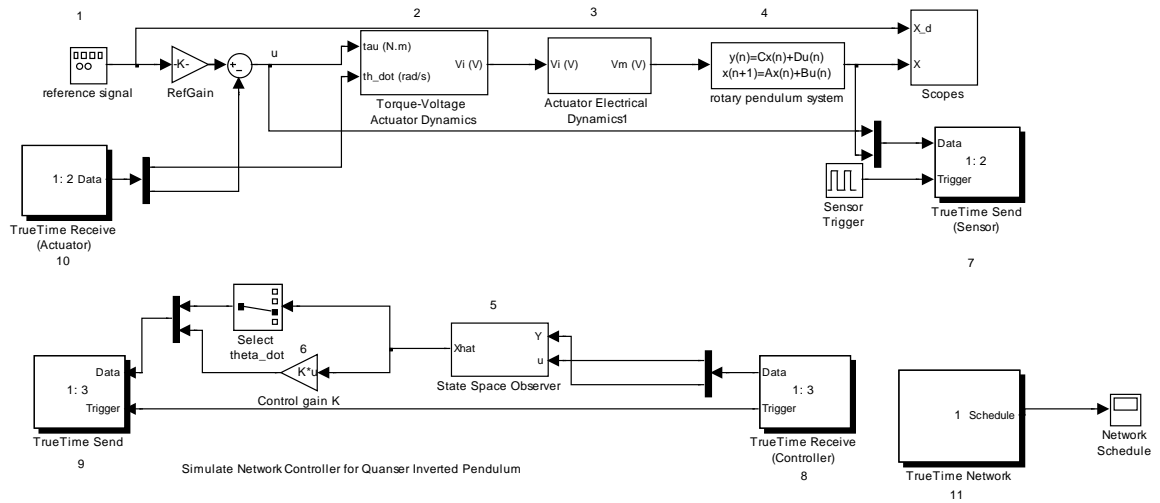 1
2
3
4
reference signal
-K-
RefGain
+
-
u
tau (N.m)
th_dot (rad/s)
Vi (V)
Torque-Voltage
Actuator Dynamics
Vi (V)
Vm (V)
Actuator Electrical
Dynamics1
y(n)=Cx(n)+Du(n)
x(n+1)=Ax(n)+Bu(n)
rotary pendulum system
X_d
X
Scopes
1: 2
Data
TrueTime Receive
(Actuator)
10
Sensor
Trigger
Data
1: 2
Trigger
TrueTime Send
(Sensor)
7
5
Select
theta_dot
6
K*u
Control gain K
Xhat
Y
u
State Space Observer
Data
1: 3
Trigger
TrueTime Send
9
Data
1: 3
Trigger
TrueTime Receive
(Controller)
8
1
Schedule
TrueTime Network
11
Network
Schedule
Simulate Network Controller for Quanser Inverted Pendulum